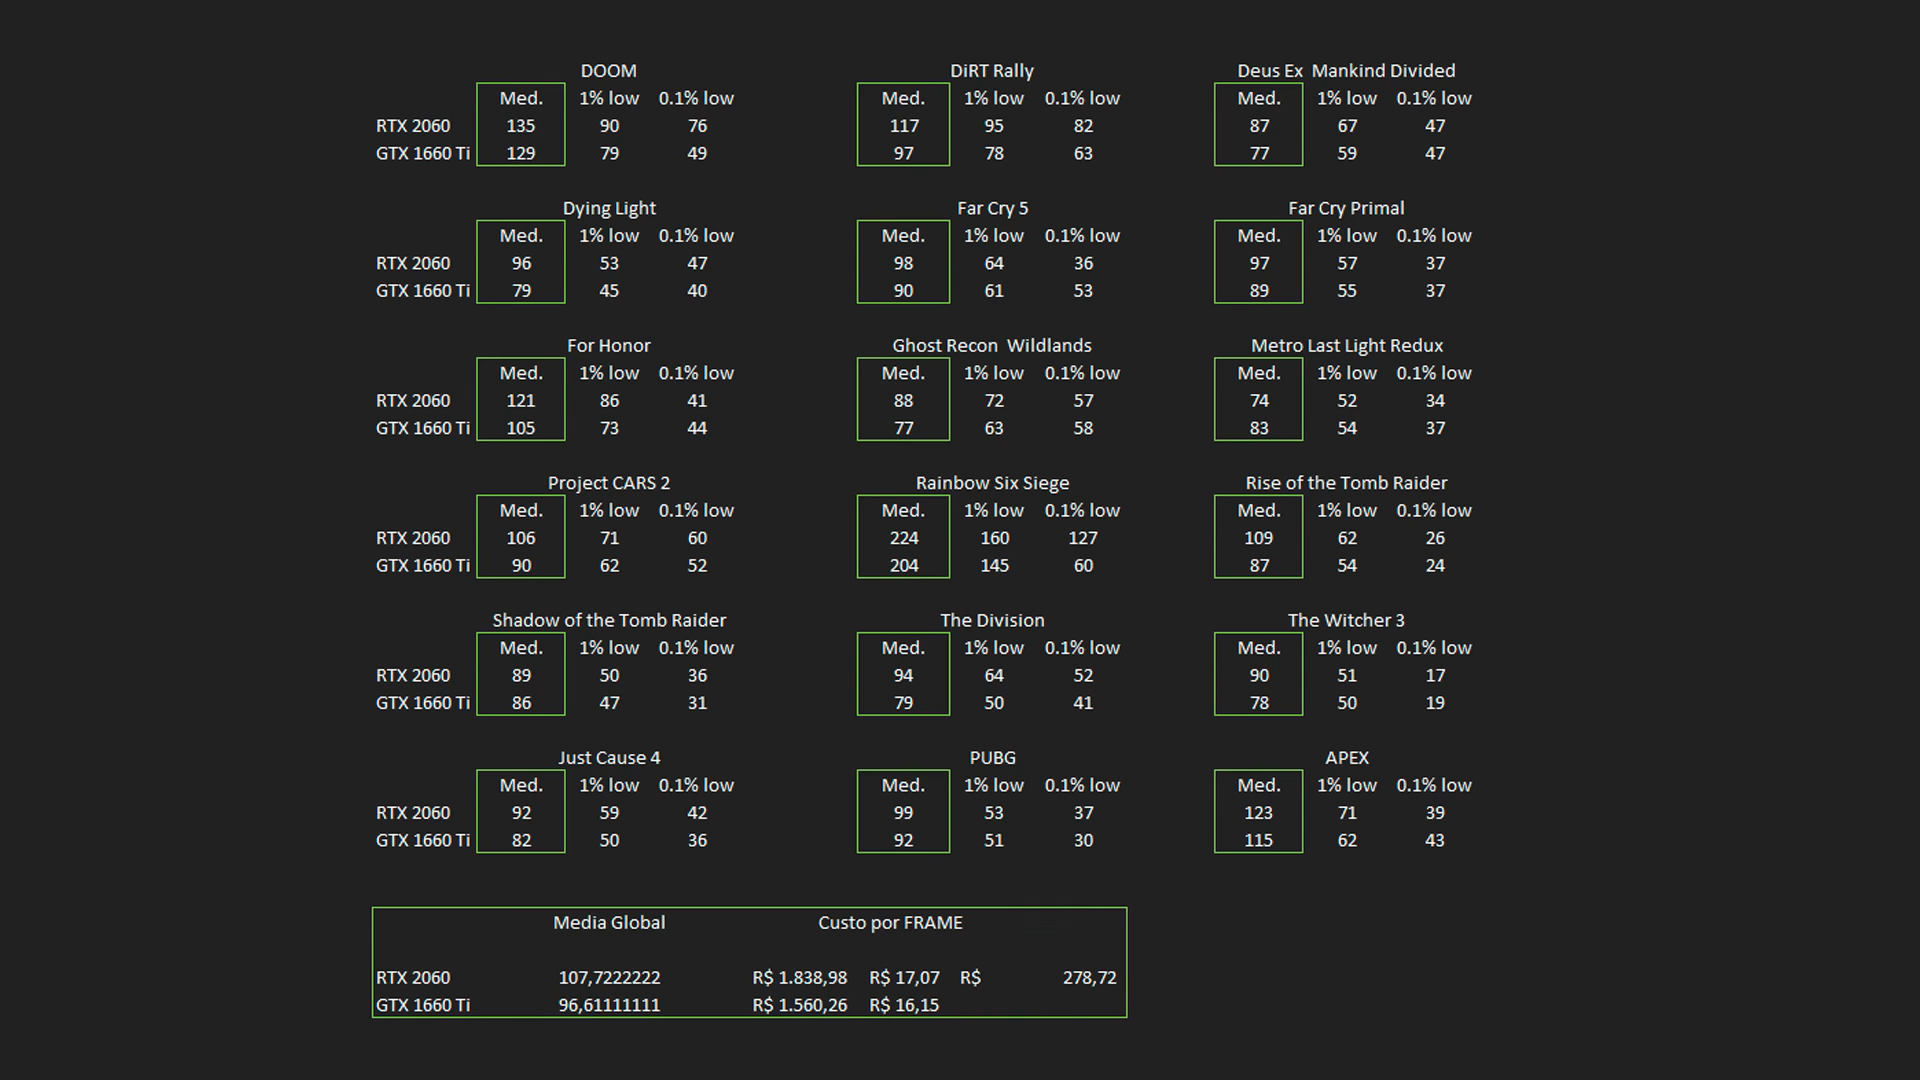 DOOM DiRT Rally Deus Ex  Mankind Divided
Med. 1% low 0.1% low Med. 1% low 0.1% low Med. 1% low 0.1% low
RTX 2060 135 90 76 117 95 82 87 67 47
GTX 1660 Ti 129 79 49 97 78 63 77 59 47
Dying Light Far Cry 5 Far Cry Primal
Med. 1% low 0.1% low Med. 1% low 0.1% low Med. 1% low 0.1% low
RTX 2060 96 53 47 98 64 36 97 57 37
GTX 1660 Ti 79 45 40 90 61 53 89 55 37
For Honor Ghost Recon  Wildlands Metro Last Light Redux
Med. 1% low 0.1% low Med. 1% low 0.1% low Med. 1% low 0.1% low
RTX 2060 121 86 41 88 72 57 74 52 34
GTX 1660 Ti 105 73 44 77 63 58 83 54 37
Project CARS 2 Rainbow Six Siege Rise of the Tomb Raider
Med. 1% low 0.1% low Med. 1% low 0.1% low Med. 1% low 0.1% low
RTX 2060 106 71 60 224 160 127 109 62 26
GTX 1660 Ti 90 62 52 204 145 60 87 54 24
Shadow of the Tomb Raider The Division The Witcher 3
Med. 1% low 0.1% low Med. 1% low 0.1% low Med. 1% low 0.1% low
RTX 2060 89 50 36 94 64 52 90 51 17
GTX 1660 Ti 86 47 31 79 50 41 78 50 19
Just Cause 4 PUBG APEX
Med. 1% low 0.1% low Med. 1% low 0.1% low Med. 1% low 0.1% low
RTX 2060 92 59 42 99 53 37 123 71 39
GTX 1660 Ti 82 50 36 92 51 30 115 62 43
Media Global Custo por FRAME
RTX 2060 107,7222222 R$ 1.838,98 R$ 17,07 R$ 278,72
GTX 1660 Ti 96,61111111 R$ 1.560,26 R$ 16,15